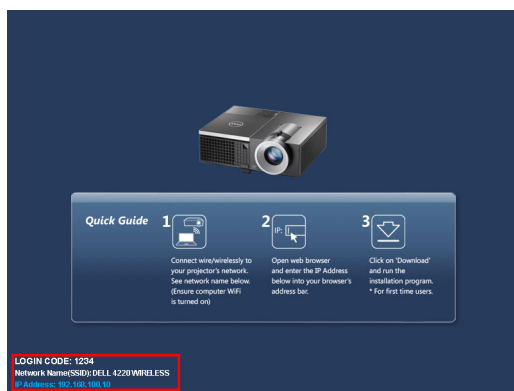 Quick Guide
1
2
3
IP:
Connect wire/wirelessly to
your projector's network.
See network name below.
(Ensure computer WiFi
is turned on)
Open web browser
and enter the IP Address
below into your browser's
address bar.
Click on 'Download'
and run the
installation program.
* For first time users.
LOGIN CODE: 1234
Network Name(SSID): DELL 4220 WIRELESS
IP Address: 192.168.100.10